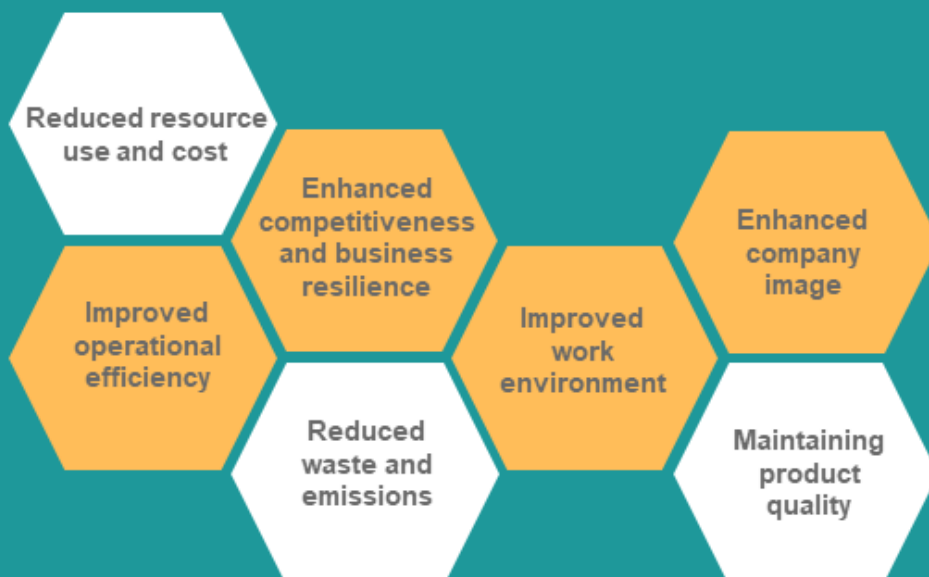 Reduced resource
use and cost
Enhanced
competitiveness
and business
resilience
Enhanced
company
image
Improved
operational
efficiency
Improved
work
environment
Reduced
waste and
emissions
Maintaining
product
quality